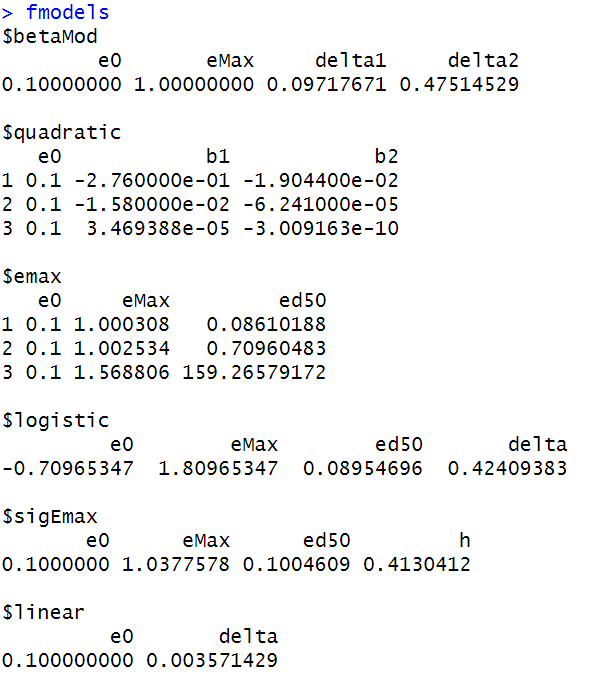 > fmodels
$betaMod
        e0       eMax     delta1     delta2
0.10000000 1.00000000 0.09717671 0.47514529

$quadratic
   e0            b1            b2
1 0.1 -2.760000e-01 -1.904400e-02
2 0.1 -1.580000e-02 -6.241000e-05
3 0.1  3.469388e-05 -3.009163e-10

$emax
   e0     eMax         ed50
1 0.1 1.000308   0.08610188
2 0.1 1.002534   0.70960483
3 0.1 1.568806 159.26579172

$logistic
         e0        eMax        ed50       delta
-0.70965347  1.80965347  0.08954696  0.42409383

$sigEmax
       e0      eMax      ed50         h
0.1000000 1.0377578 0.1004609 0.4130412

$linear
         e0       delta
0.100000000 0.003571429